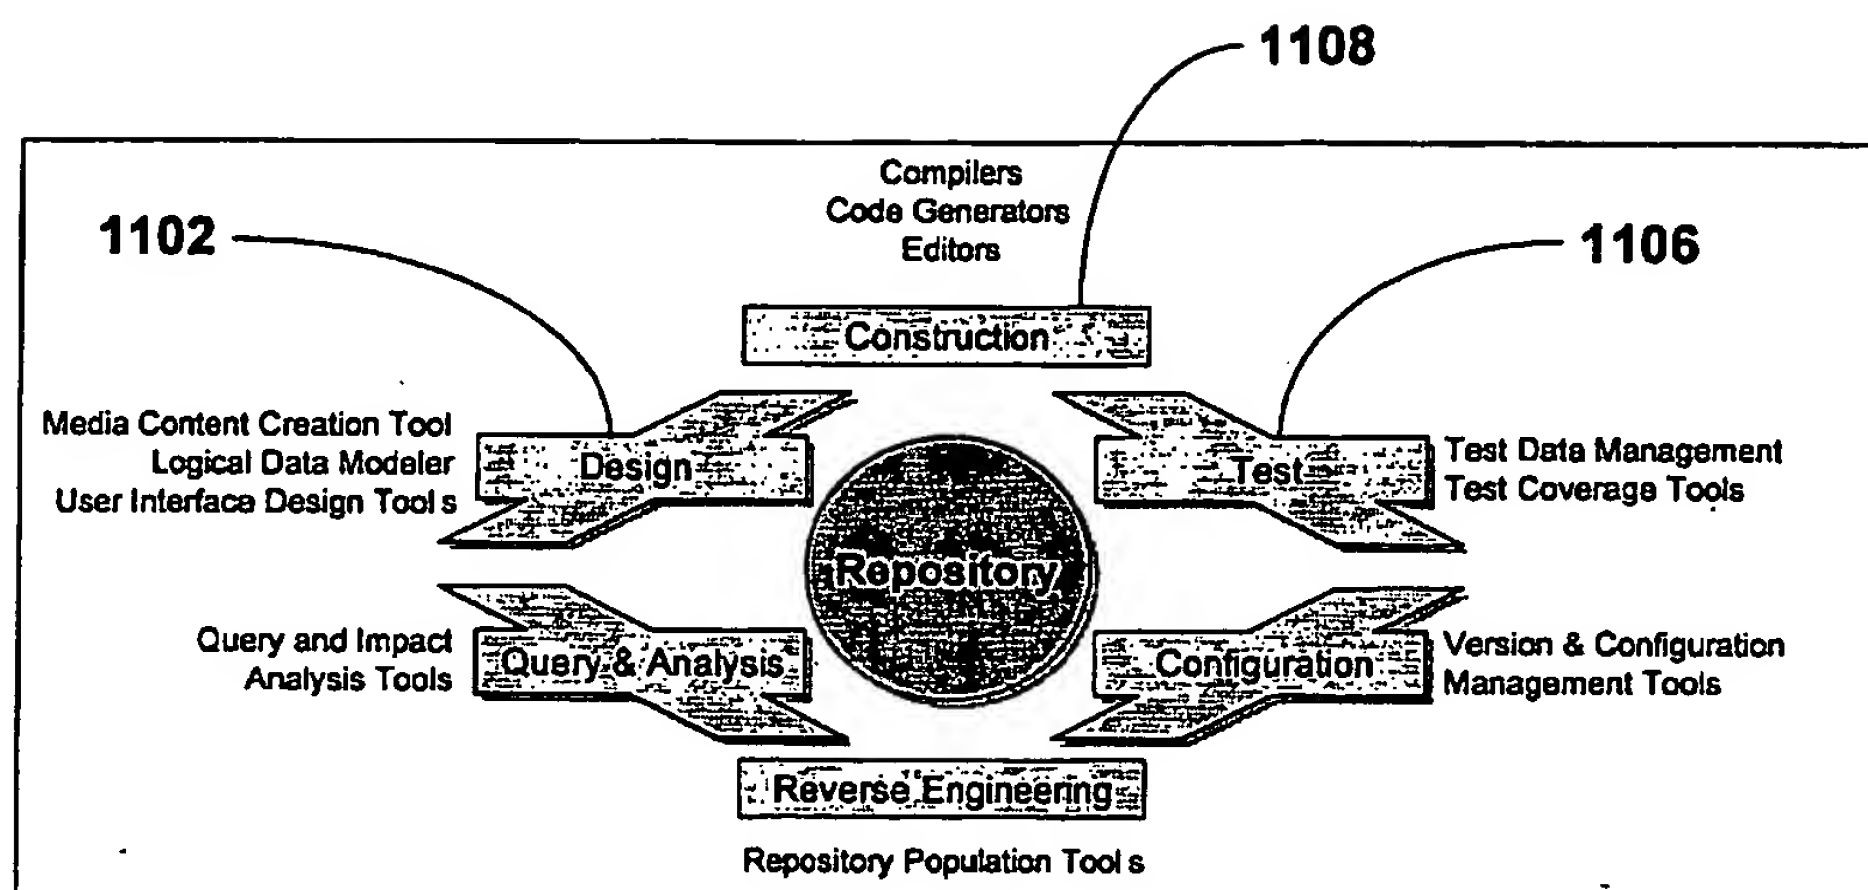 1108
Compilers
Code Generators
Editors
1102
1106
Construction
Media Content Creation Tool
Logical Data Modeler
User Interface Design Tools
Design
Test
Test Data Management
Test Coverage Tools
Repository
Query and Impact
Analysis Tools
Query & Analysis
Configuration
Version & Configuration
Management Tools
Reverse Engineering
Repository Population Tools